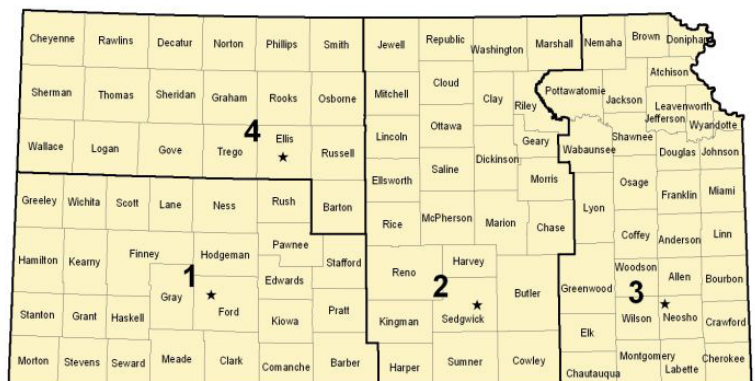 Cheyenne Rawlins Decatur Norton Phillips Smith Jewell Republic Washington Marshall Nemaha Brown Doniphan
Atchison
Sherman Thomas Sheridan Graham Rooks Osborne Mitchell Cloud Clay Riley Pottawatomie Jackson Leavenworth
Jefferson Wyandotte
4
Wallace Logan Gove Trego Ellis Russell Lincoln Ottawa Geary Wabaunsee Shawnee Douglas Johnson
Ellsworth Saline Dickinson Morris Osage Franklin Miami
Greeley Wichita Scott Lane Ness Rush Barton Rice McPherson Marion Chase Lyon Coffey Anderson Linn
Hamilton Kearny Finney Hodgeman Pawnee Stafford Reno Harvey Woodson Allen Bourbon
1 2 3
Gray Ford Edwards Butler Greenwood
Stanton Grant Haskell Kiowa Pratt Kingman Sedgwick Elk Wilson Neosho Crawford
Morton Stevens Seward Meade Clark Comanche Barber Harper Sumner Cowley Chautauqua Montgomery Labette Cherokee